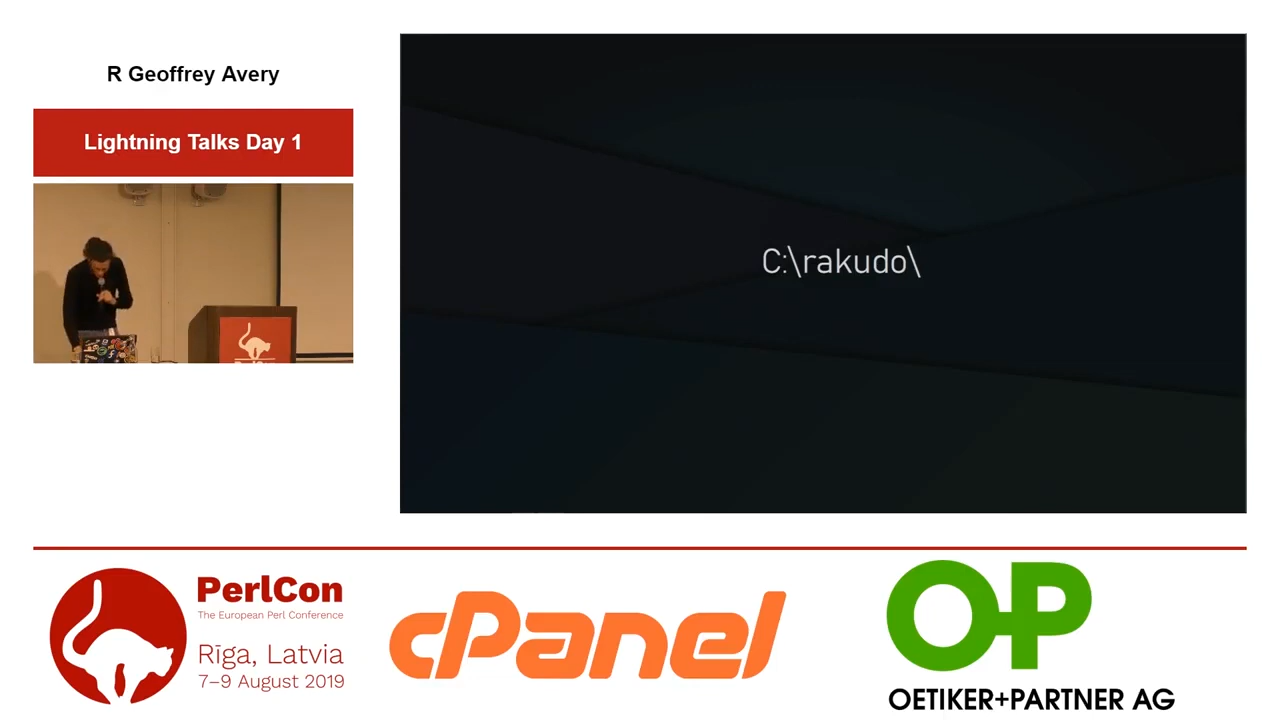 R Geoffrey Avery
Lightning Talks Day 1
C:\rakudo\
PerlCon
The European Perl Conference
Rīga, Latvia
7–9 August 2019
cPanel
O+P
OETIKER+PARTNER AG